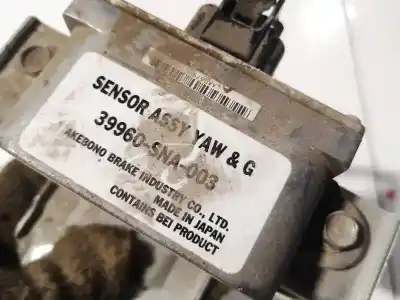 SENSOR ASSY YAW & G
39960-SNA-003
AKEBONO BRAKE INDUSTRY CO., LTD.
MADE IN JAPAN
CONTAINS BEI PRODUCT